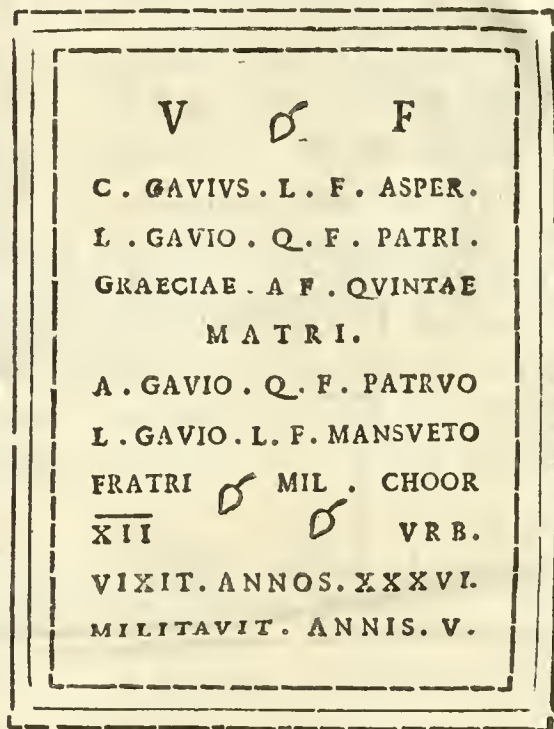 V F
C . GAVIVS . L . F . ASPER .
L . GAVIO . Q . F . PATRI .
GRAECIAE . A F . QVINTAE
MATRI.
A . GAVIO . Q . F . PATRVO
L . GAVIO . L . F . MANSVETO
FRATRI MIL . CHOOR
XII VRB.
VIXIT. ANNOS. XXXVI.
MILITAVIT. ANNIS. V.